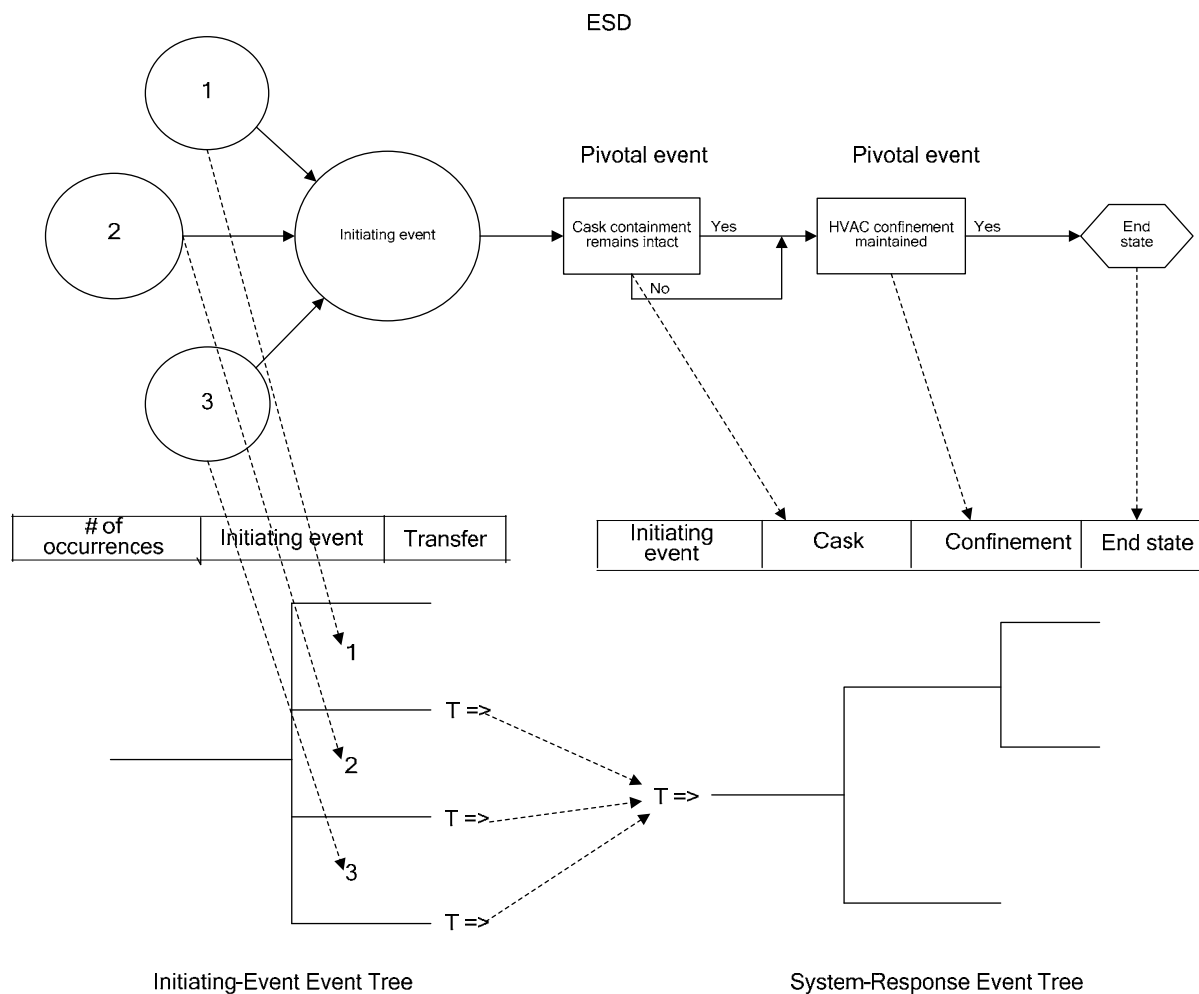 ESD
1
Pivotal event
Pivotal event
2
Initiating event
Cask containment
remains intact
Yes
HVAC confinement
maintained
Yes
End
state
No
3
# of
occurrences
Initiating event
Transfer
Initiating
event
Cask
Confinement
End state
1
T =>
2
T =>
T =>
3
T =>
Initiating-Event Event Tree
System-Response Event Tree